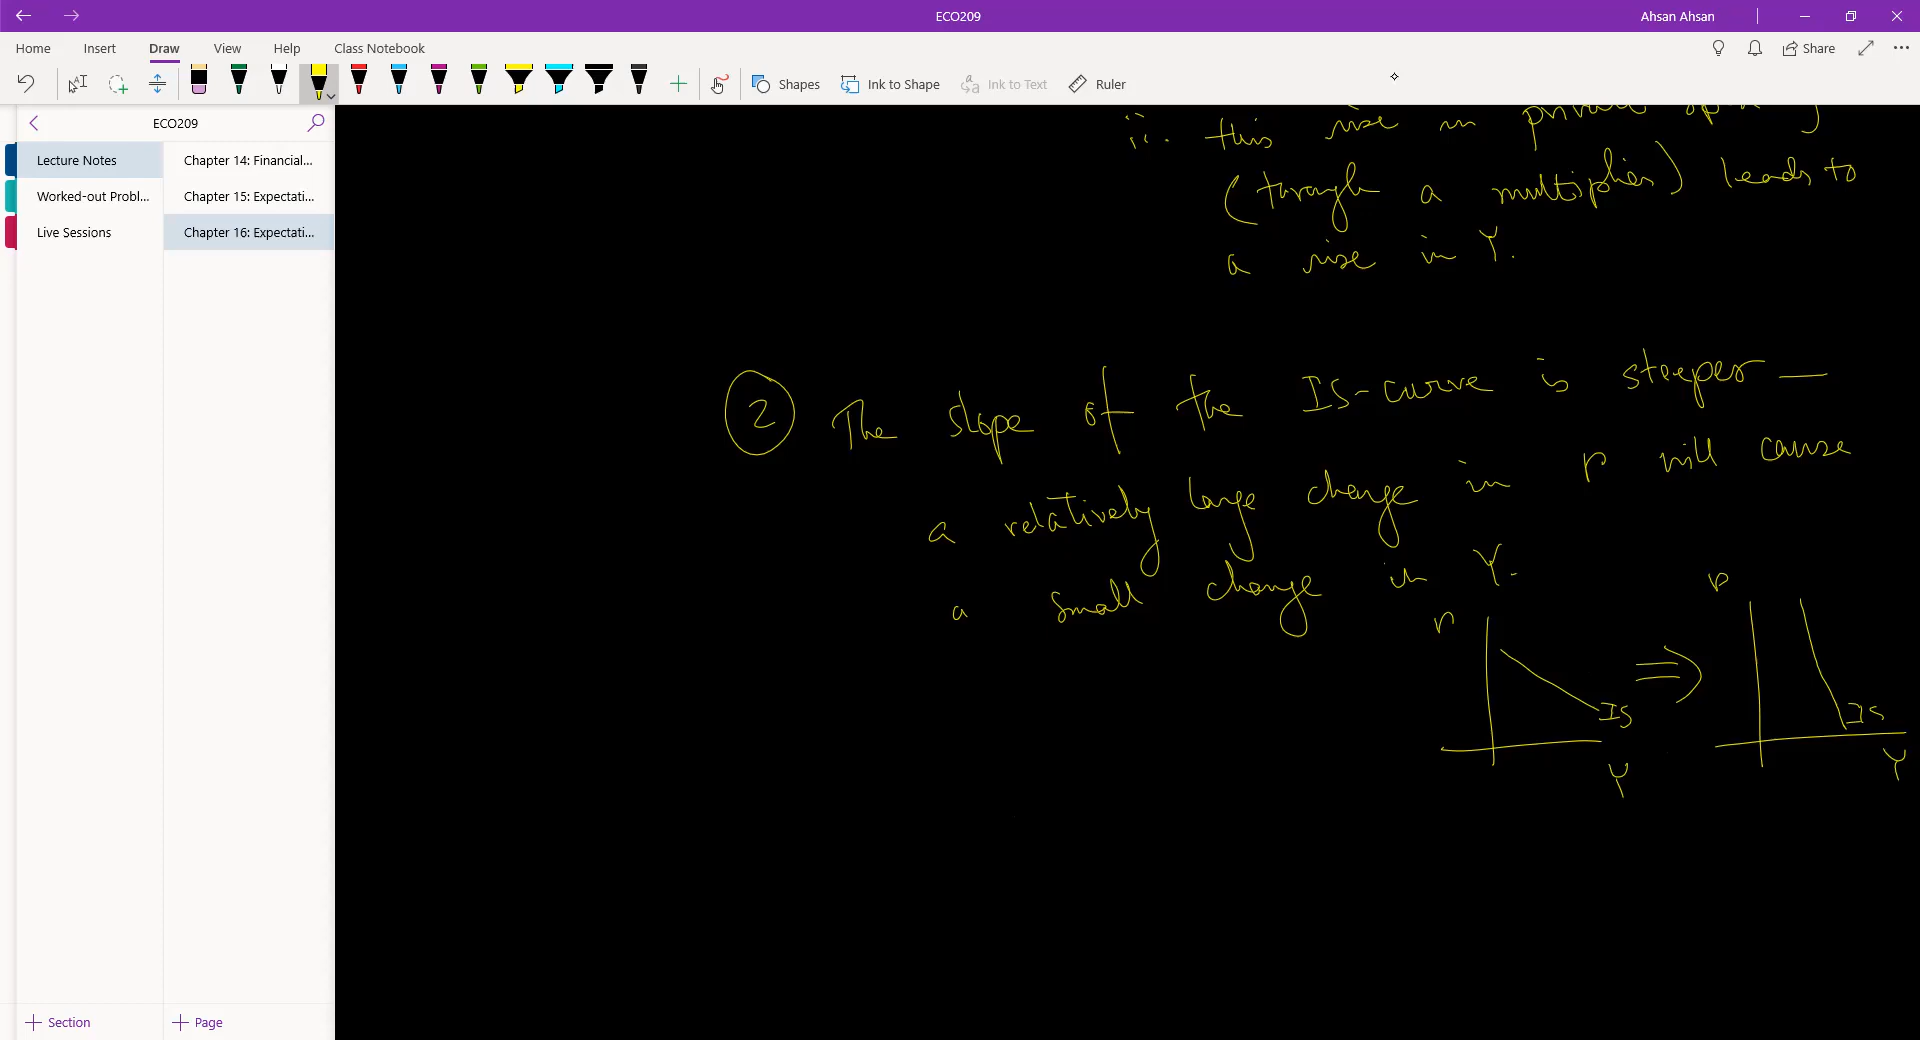 ECO209
Ahsan Ahsan
Home Insert Draw View Help Class Notebook
Share
Shapes Ink to Shape Ink to Text Ruler
ECO209
Lecture Notes
Worked-out Probl...
Live Sessions
Chapter 14: Financial...
Chapter 15: Expectati...
Chapter 16: Expectati...
ii. this rise in private
(through a multiplier) leads to
a rise in Y.
2 The slope of the IS-curve is steeper —
a relatively large change in r will cause
a small change in Y.
r
IS
Y
⇒
r
IS
Y
+ Section
+ Page